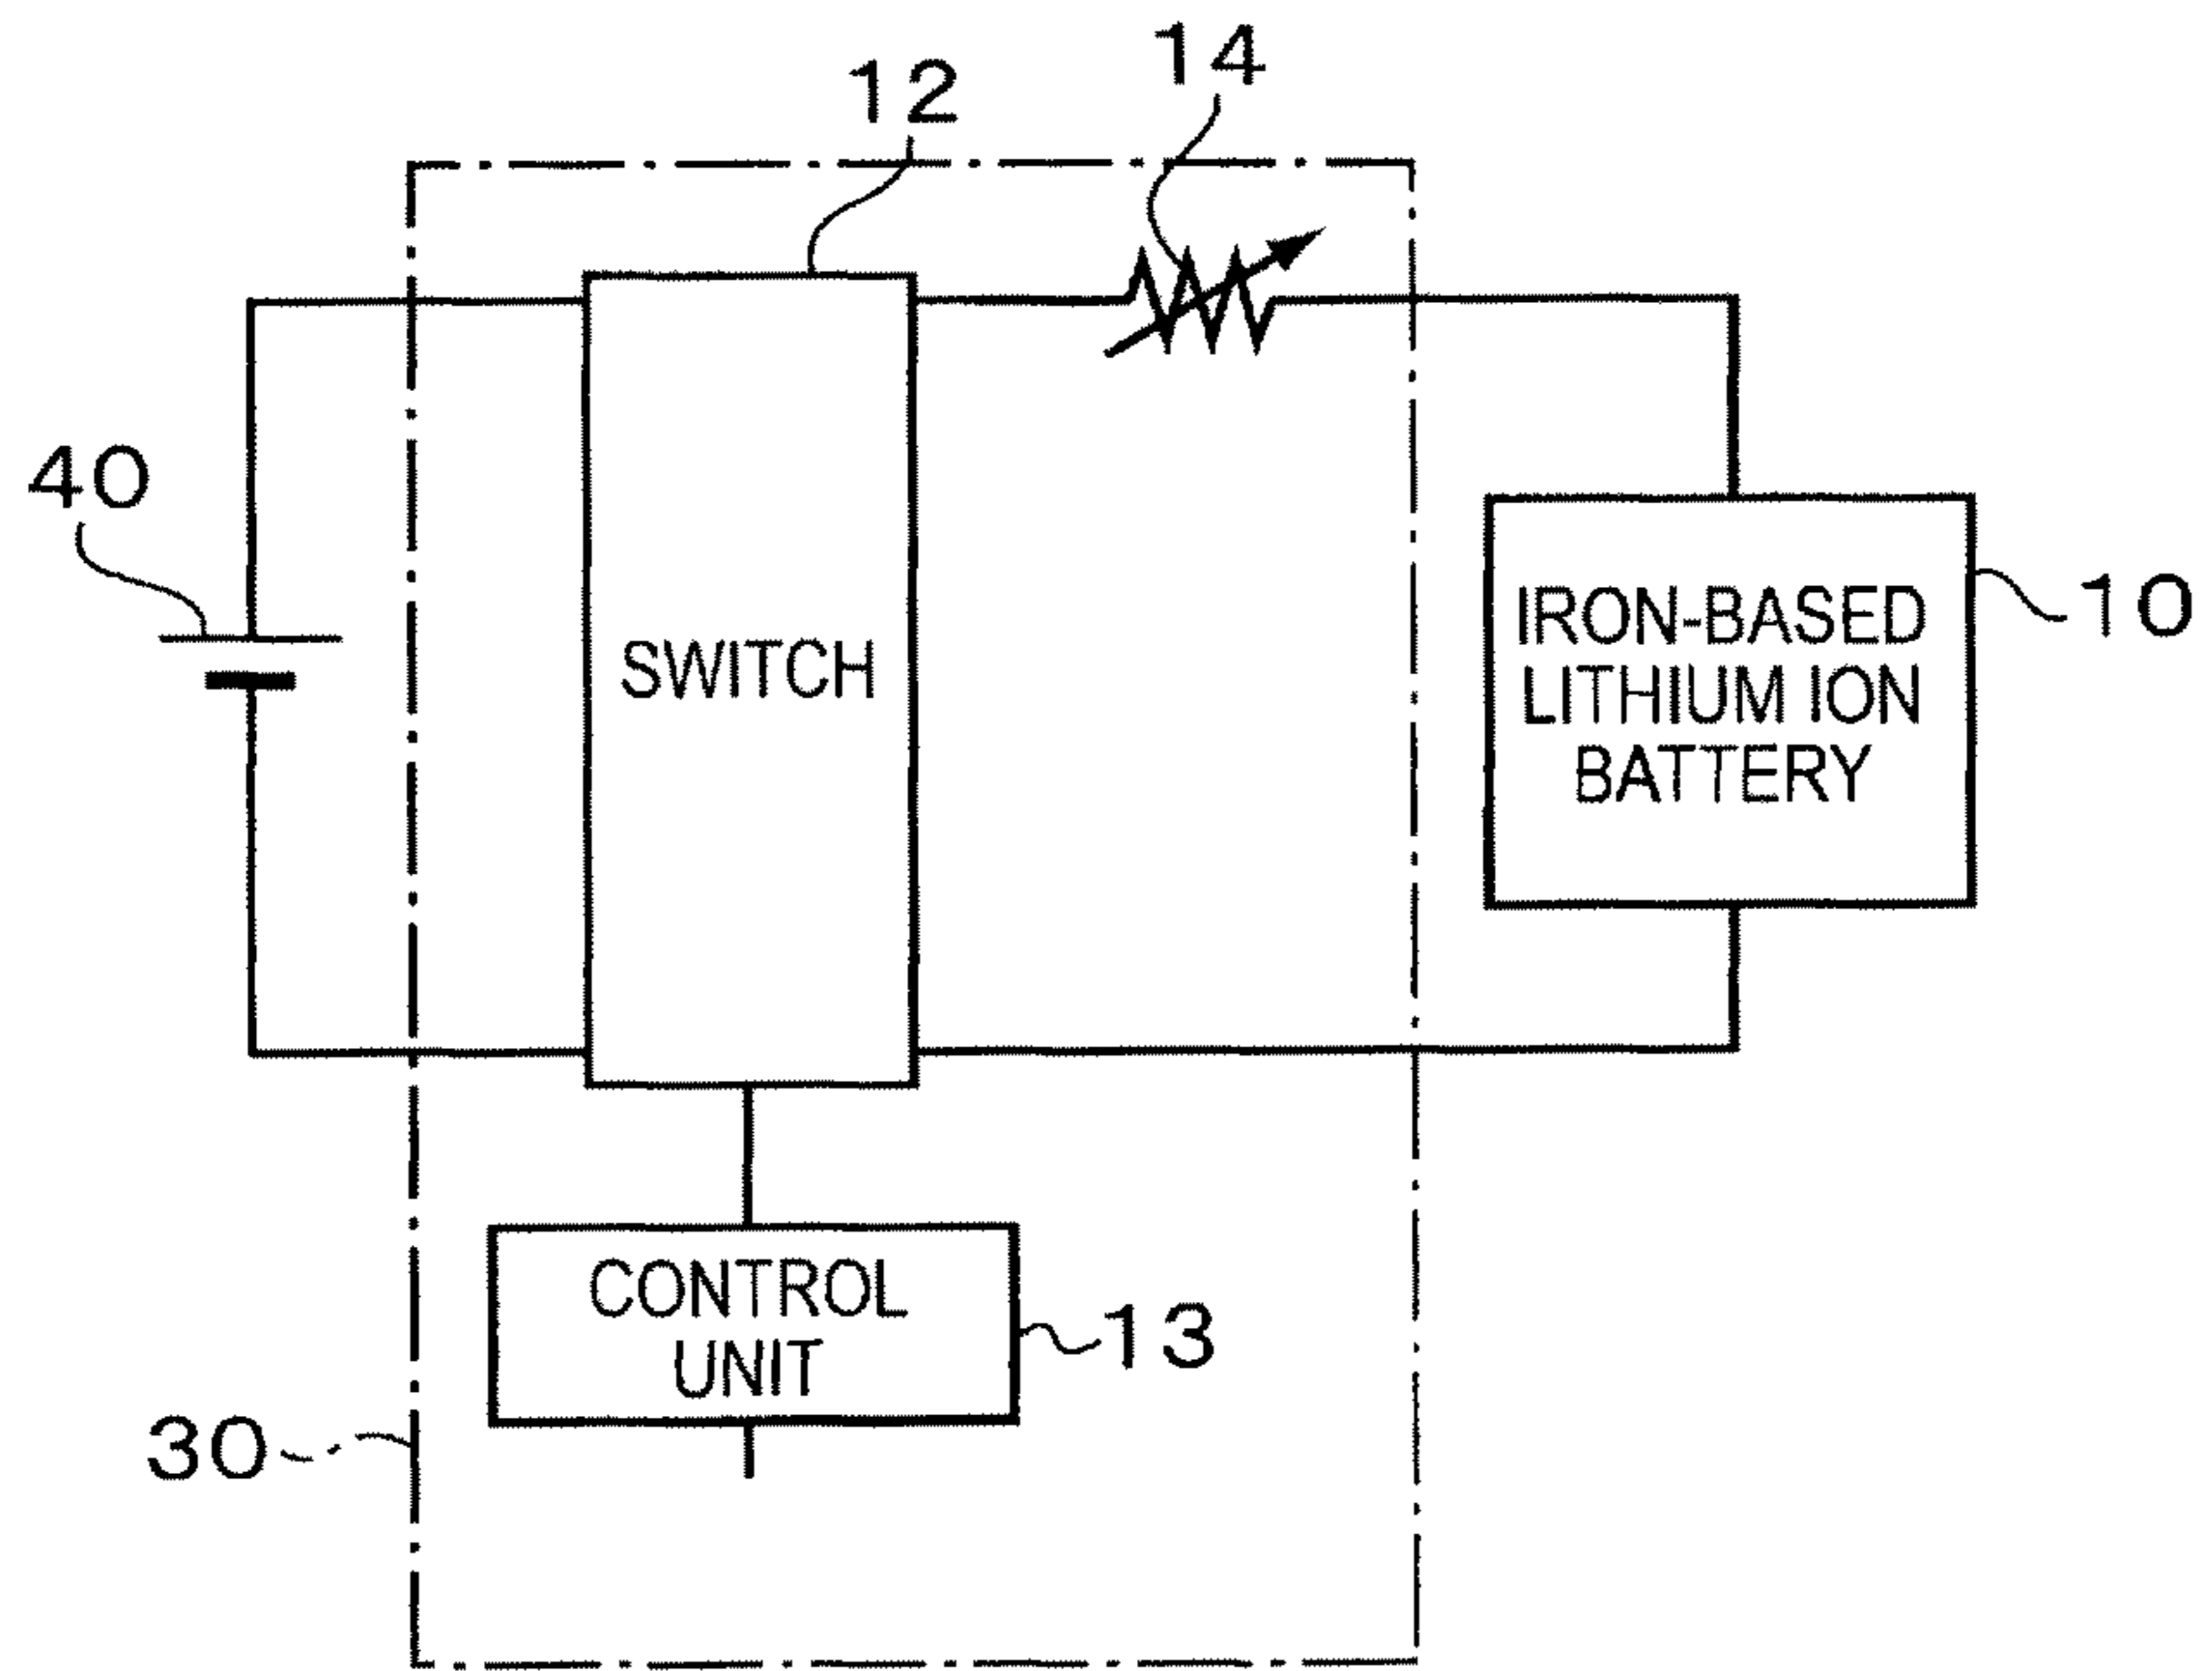 14
12
40
SWITCH
IRON-BASED
LITHIUM ION
BATTERY
10
CONTROL
UNIT
13
30